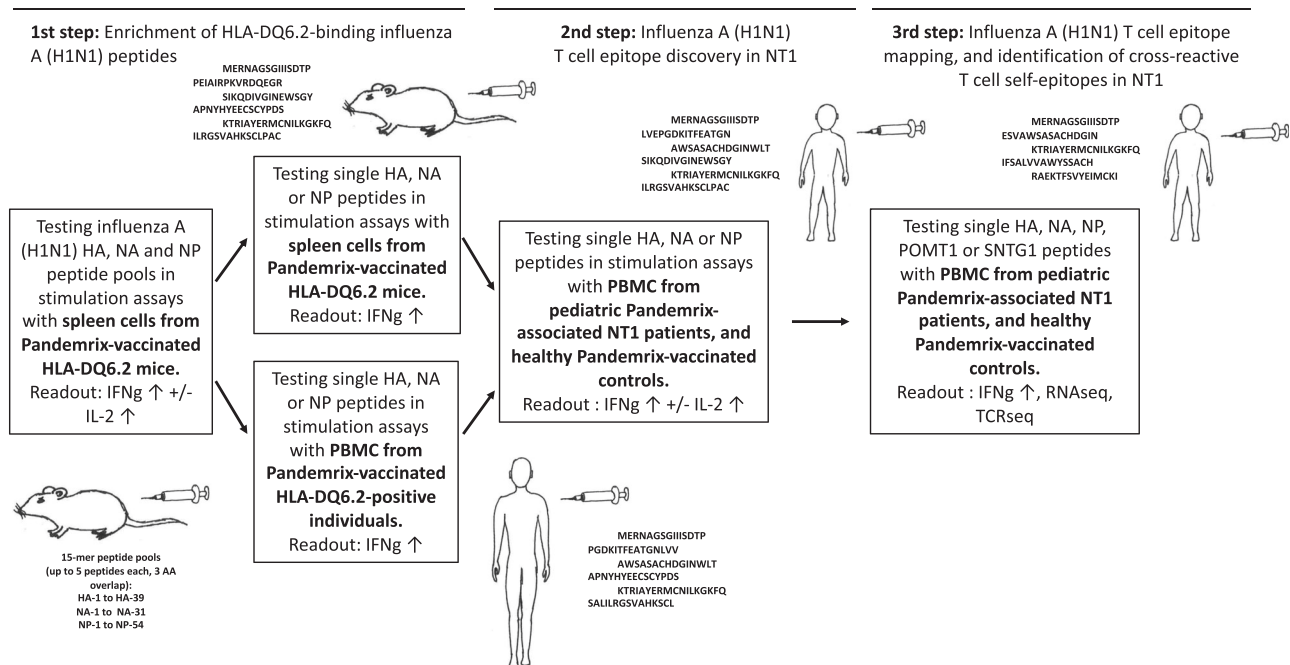 1st step: Enrichment of HLA-DQ6.2-binding influenza
A (H1N1) peptides
MERNAGSGIIISDTP
PEIAIRPKVRDQEGR
SIKQDIVGINEWSGY
APNYHYEECSCYPDS
KTRIAYERMCNILKGKFQ
ILRGSVAHKSCLPAC
Testing influenza A
(H1N1) HA, NA and NP
peptide pools in
stimulation assays
with spleen cells from
Pandemrix-vaccinated
HLA-DQ6.2 mice.
Readout: IFNg ↑ +/-
IL-2 ↑
15-mer peptide pools
(up to 5 peptides each, 3 AA
overlap):
HA-1 to HA-39
NA-1 to NA-31
NP-1 to NP-54
Testing single HA, NA
or NP peptides in
stimulation assays with
spleen cells from
Pandemrix-vaccinated
HLA-DQ6.2 mice.
Readout: IFNg ↑
Testing single HA, NA
or NP peptides in
stimulation assays
with PBMC from
Pandemrix-vaccinated
HLA-DQ6.2-positive
individuals.
Readout: IFNg ↑
MERNAGSGIIISDTP
PGDKITFEATGNLVV
AWSASACHDGINWLT
APNYHYEECSCYPDS
KTRIAYERMCNILKGKFQ
SALILRGSVAHKSCL
2nd step: Influenza A (H1N1)
T cell epitope discovery in NT1
MERNAGSGIIISDTP
LVEPGDKITFEATGN
AWSASACHDGINWLT
SIKQDIVGINEWSGY
KTRIAYERMCNILKGKFQ
ILRGSVAHKSCLPAC
Testing single HA, NA or NP
peptides in stimulation assays
with PBMC from
pediatric Pandemrix-
associated NT1 patients, and
healthy Pandemrix-vaccinated
controls.
Readout : IFNg ↑ +/- IL-2 ↑
3rd step: Influenza A (H1N1) T cell epitope
mapping, and identification of cross-reactive
T cell self-epitopes in NT1
MERNAGSGIIISDTP
ESVAWSASACHDGIN
KTRIAYERMCNILKGKFQ
IFSALVVAWYSSACH
RAEKTFSVYEIMCKI
Testing single HA, NA, NP,
POMT1 or SNTG1 peptides
with PBMC from pediatric
Pandemrix-associated NT1
patients, and healthy
Pandemrix-vaccinated
controls.
Readout : IFNg ↑, RNAseq,
TCRseq